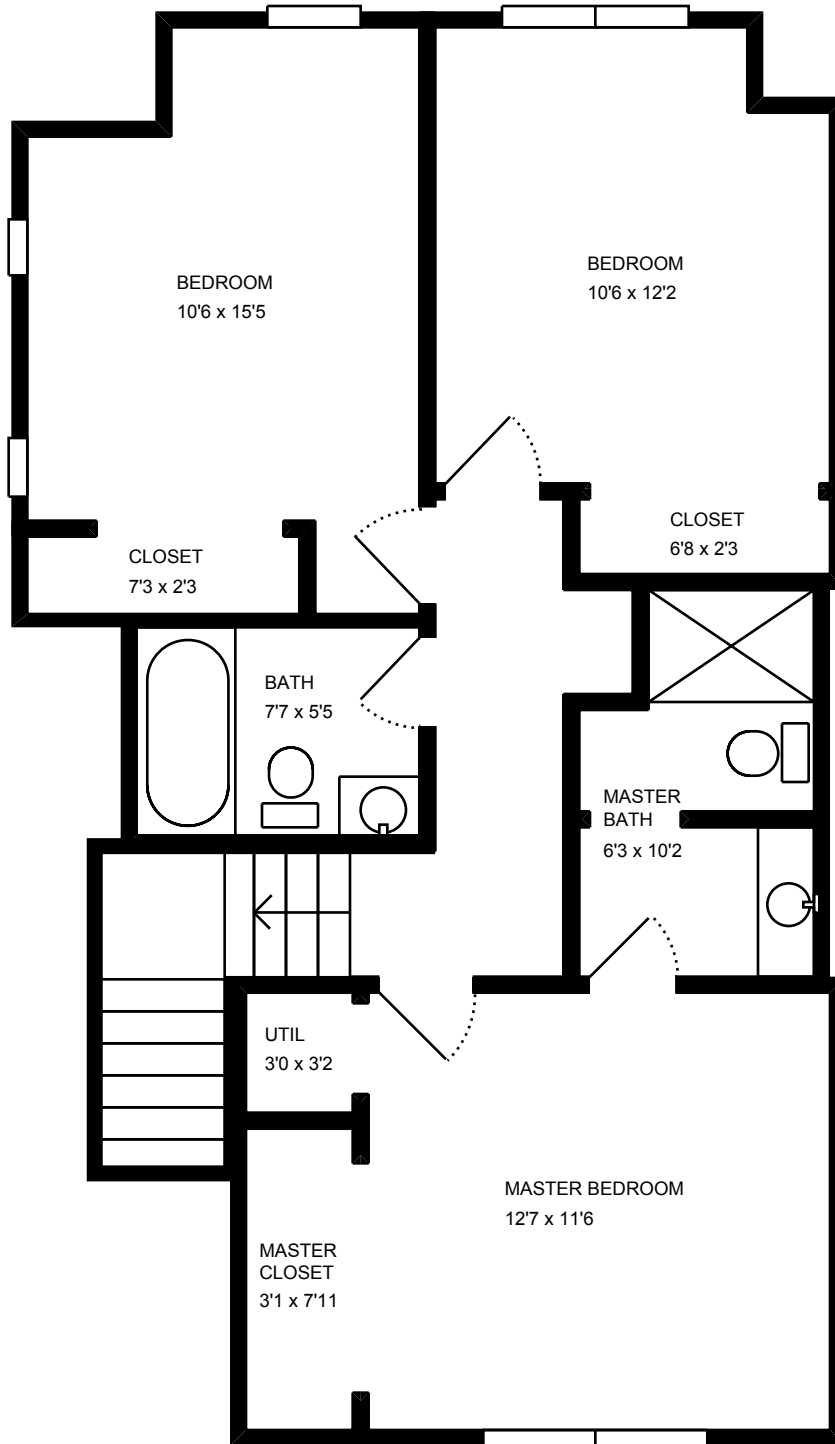 BEDROOM
10'6 x 15'5
BEDROOM
10'6 x 12'2
CLOSET
7'3 x 2'3
CLOSET
6'8 x 2'3
BATH
7'7 x 5'5
MASTER
BATH
6'3 x 10'2
UTIL
3'0 x 3'2
MASTER BEDROOM
12'7 x 11'6
MASTER
CLOSET
3'1 x 7'11